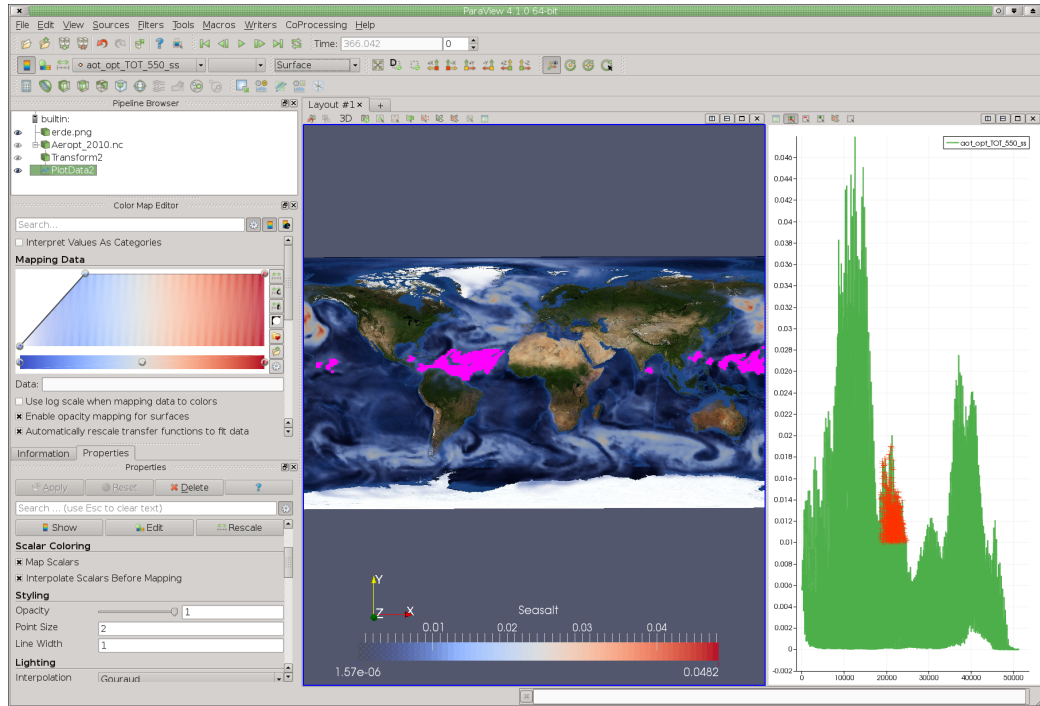 ParaView 4.1.0 64-bit
File Edit View Sources Filters Tools Macros Writers CoProcessing Help
Time: 366.042 0
aot_opt_TOT_550_ss Surface
Pipeline Browser
builtin:
erde.png
Aeropt_2010.nc
Transform2
PlotData2
Color Map Editor
Search...
Interpret Values As Categories
Mapping Data
Data:
Use log scale when mapping data to colors
Enable opacity mapping for surfaces
Automatically rescale transfer functions to fit data
Information Properties
Properties
Apply Reset Delete ?
Search ... (use Esc to clear text)
Show Edit Rescale
Scalar Coloring
Map Scalars
Interpolate Scalars Before Mapping
Styling
Opacity 1
Point Size 2
Line Width 1
Lighting
Interpolation Gouraud
Layout #1
3D
Y
Z X
Seasalt
0.01 0.02 0.03 0.04
1.57e-06 0.0482
aot_opt_TOT_550_ss
0.046
0.044
0.042
0.04
0.038
0.036
0.034
0.032
0.03
0.028
0.026
0.024
0.022
0.02
0.018
0.016
0.014
0.012
0.01
0.008
0.006
0.004
0.002
0
-0.002
0 10000 20000 30000 40000 50000